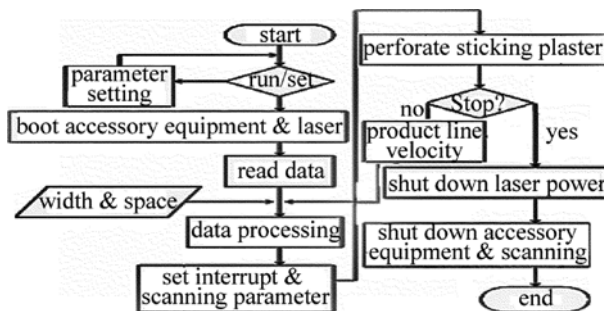 start
run/set
parameter
setting
boot accessory equipment & laser
read data
width & space
data processing
set interrupt &
scanning parameter
perforate sticking plaster
Stop?
no
yes
product line
velocity
shut down laser power
shut down accessory
equipment & scanning
end